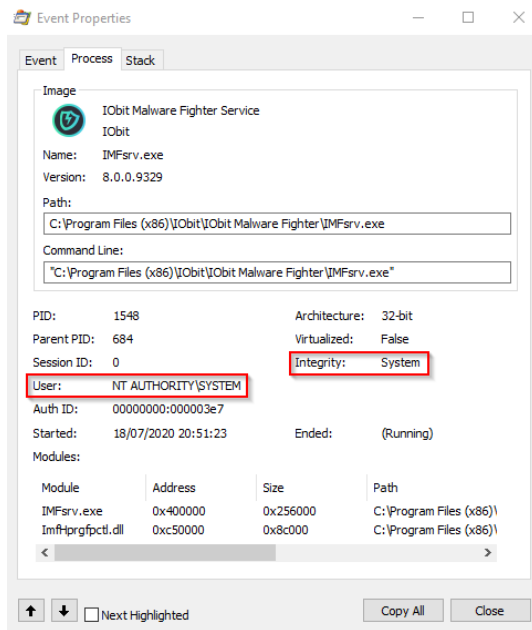 Event Properties
Event Process Stack
Image
IObit Malware Fighter Service
IObit
Name: IMFsrv.exe
Version: 8.0.0.9329
Path:
C:\Program Files (x86)\IObit\IObit Malware Fighter\IMFsrv.exe
Command Line:
"C:\Program Files (x86)\IObit\IObit Malware Fighter\IMFsrv.exe"
PID: 1548 Architecture: 32-bit
Parent PID: 684 Virtualized: False
Session ID: 0 Integrity: System
User: NT AUTHORITY\SYSTEM
Auth ID: 00000000:000003e7
Started: 18/07/2020 20:51:23 Ended: (Running)
Modules:
Module Address Size Path
IMFsrv.exe 0x400000 0x256000 C:\Program Files (x86)\
ImfHprgfpctl.dll 0xc50000 0x8c000 C:\Program Files (x86)\
Next Highlighted Copy All Close